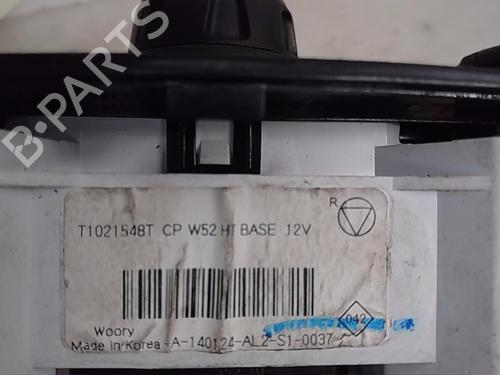 B-PARTS
R
T1021548T CP W52 HT BASE 12V
042
Woory
Made In Korea -A-140124-AL2-S1-0037